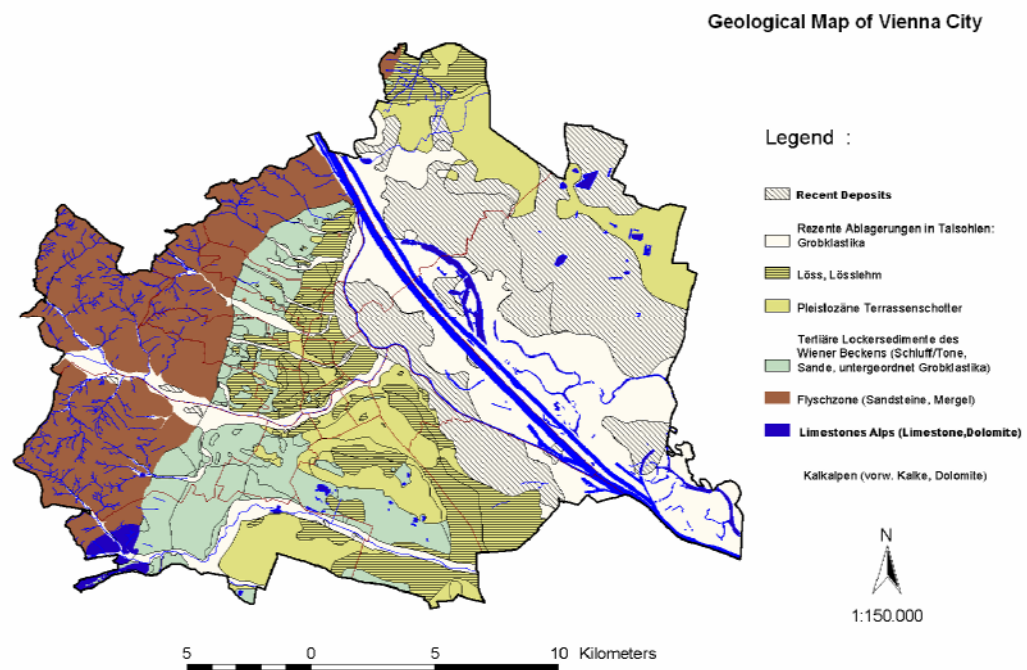 Geological Map of Vienna City
Legend :
Recent Deposits
Rezente Ablagerungen in Talsohlen:
Grobklastika
Löss, Lösslehm
Pleistozäne Terrassenschotter
Tertiäre Lockersedimente des
Wiener Beckens (Schluff/Tone,
Sande, untergeordnet Grobklastika)
Flyschzone (Sandsteine, Mergel)
Limestones Alps (Limestone,Dolomite)
Kalkalpen (vorw. Kalke, Dolomite)
N
1:150.000
5 0 5 10 Kilometers